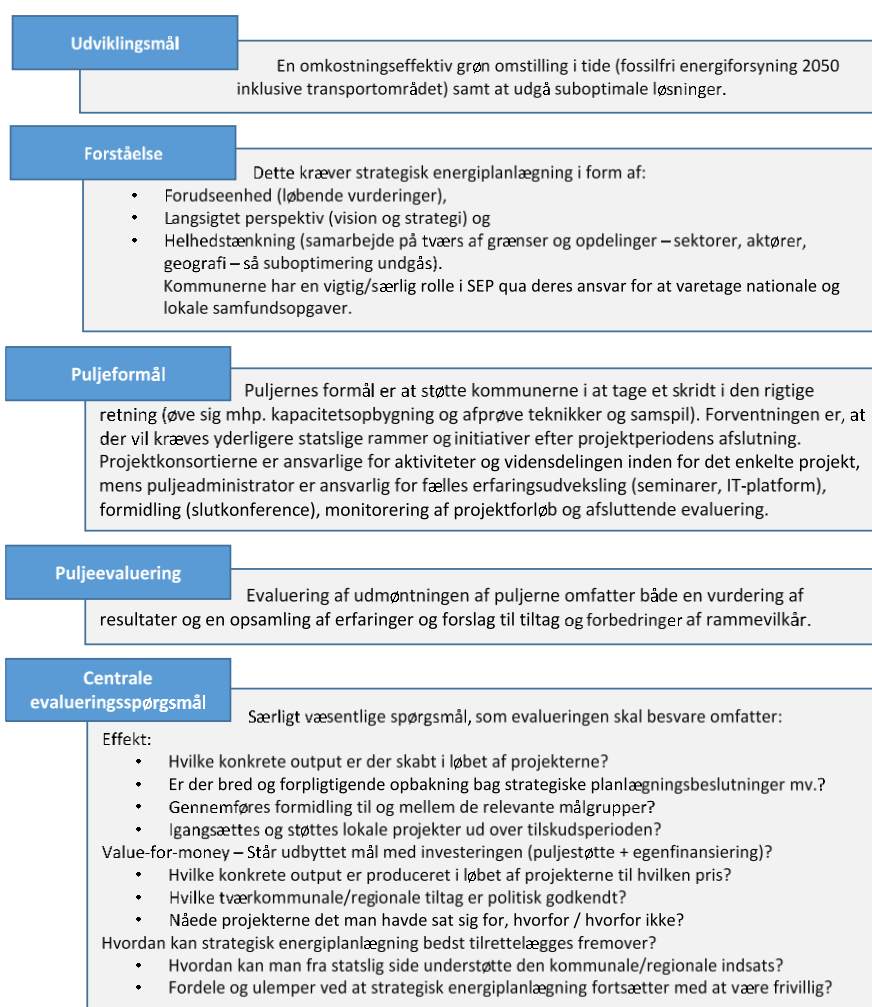 Udviklingsmål
En omkostningseffektiv grøn omstilling i tide (fossilfri energiforsyning 2050
inklusive transportområdet) samt at udgå suboptimale løsninger.
Forståelse
Dette kræver strategisk energiplanlægning i form af:
• Forudseenhed (løbende vurderinger),
• Langsigtet perspektiv (vision og strategi) og
• Helhedstænkning (samarbejde på tværs af grænser og opdelinger – sektorer, aktører,
geografi – så suboptimering undgås).
Kommunerne har en vigtig/særlig rolle i SEP qua deres ansvar for at varetage nationale og
lokale samfundsopgaver.
Puljeformål
Puljernes formål er at støtte kommunerne i at tage et skridt i den rigtige
retning (øve sig mhp. kapacitetsopbygning og afprøve teknikker og samspil). Forventningen er, at
der vil kræves yderligere statslige rammer og initiativer efter projektperiodens afslutning.
Projektkonsortierne er ansvarlige for aktiviteter og vidensdelingen inden for det enkelte projekt,
mens puljeadministrator er ansvarlig for fælles erfaringsudveksling (seminarer, IT-platform),
formidling (slutkonference), monitorering af projektforløb og afsluttende evaluering.
Puljeevaluering
Evaluering af udmøntningen af puljerne omfatter både en vurdering af
resultater og en opsamling af erfaringer og forslag til tiltag og forbedringer af rammevilkår.
Centrale
evalueringsspørgsmål
Særligt væsentlige spørgsmål, som evalueringen skal besvare omfatter:
Effekt:
• Hvilke konkrete output er der skabt i løbet af projekterne?
• Er der bred og forpligtigende opbakning bag strategiske planlægningsbeslutninger mv.?
• Gennemføres formidling til og mellem de relevante målgrupper?
• Igangsættes og støttes lokale projekter ud over tilskudsperioden?
Value-for-money – Står udbyttet mål med investeringen (puljestøtte + egenfinansiering)?
• Hvilke konkrete output er produceret i løbet af projekterne til hvilken pris?
• Hvilke tværkommunale/regionale tiltag er politisk godkendt?
• Nåede projekterne det man havde sat sig for, hvorfor / hvorfor ikke?
Hvordan kan strategisk energiplanlægning bedst tilrettelægges fremover?
• Hvordan kan man fra statslig side understøtte den kommunale/regionale indsats?
• Fordele og ulemper ved at strategisk energiplanlægning fortsætter med at være frivillig?